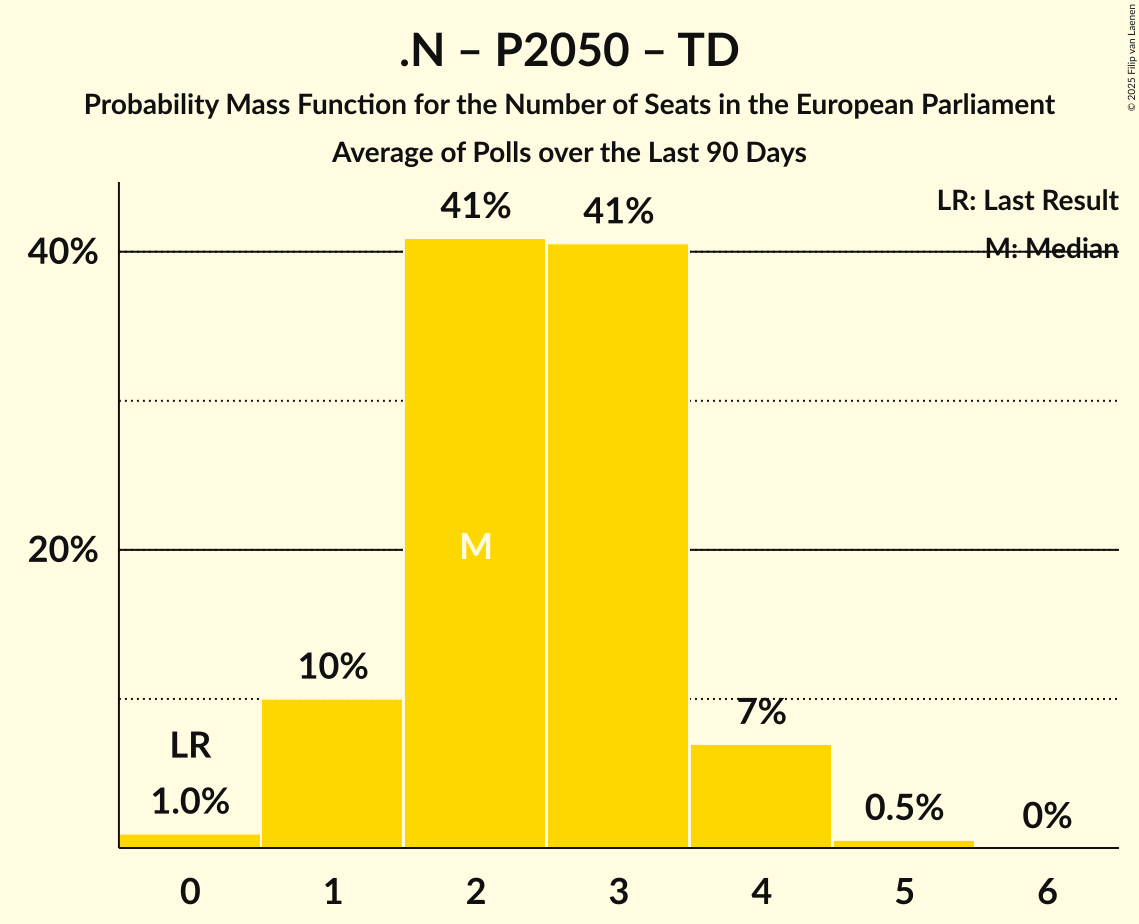 .N – P2050 – TD
Probability Mass Function for the Number of Seats in the European Parliament
Average of Polls over the Last 90 Days
© 2025 Filip van Laenen
LR: Last Result
M: Median
41%
41%
40%
M
20%
10%
7%
LR
1.0%
0.5%
0%
0 1 2 3 4 5 6